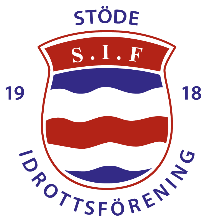 STÖDE
S.I.F
19 18
IDROTTSFÖRENING